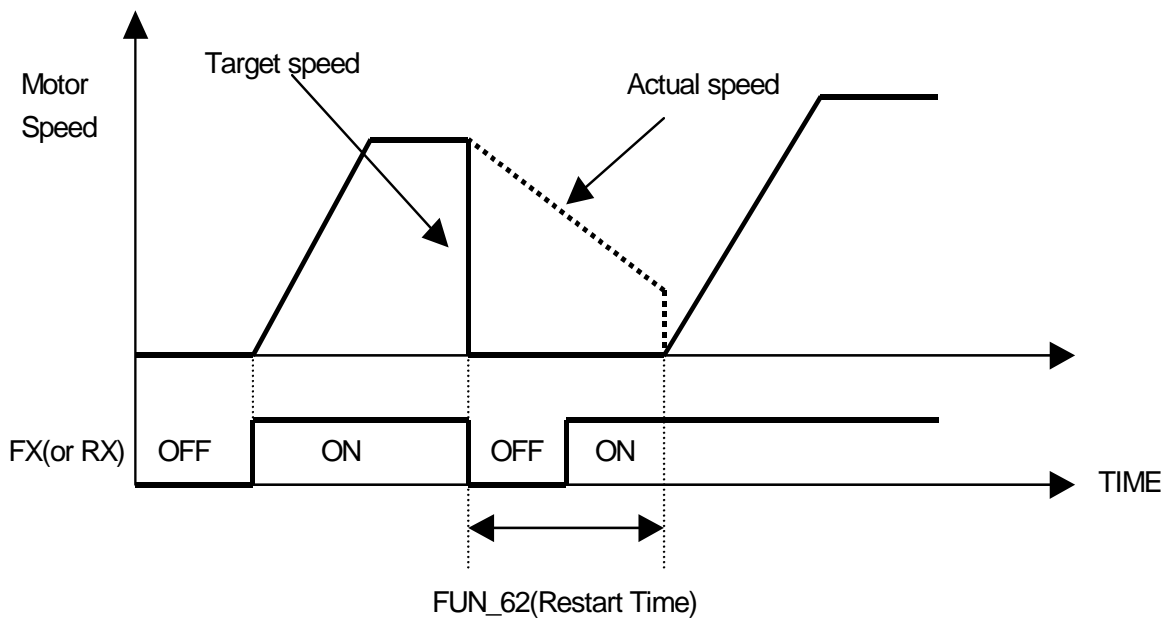 Target speed
Actual speed
Motor
Speed
FX(or RX)
OFF
ON
OFF
ON
TIME
FUN_62(Restart Time)